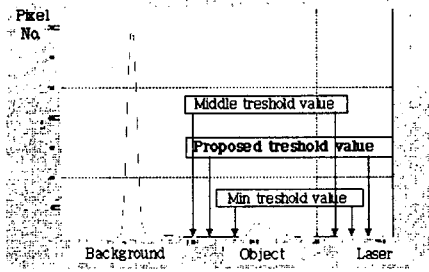 Pixel
No.
Middle treshold value
Proposed treshold value
Min treshold value
Background Object Laser